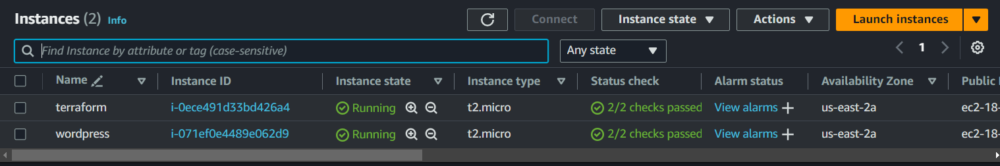 Instances (2) Info Connect Instance state Actions Launch instances
Find Instance by attribute or tag (case-sensitive) Any state 1
Name Instance ID Instance state Instance type Status check Alarm status Availability Zone Public
terraform i-0ece491d33bd426a4 Running t2.micro 2/2 checks passed View alarms us-east-2a ec2-18-
wordpress i-071ef0e4489e062d9 Running t2.micro 2/2 checks passed View alarms us-east-2a ec2-18-